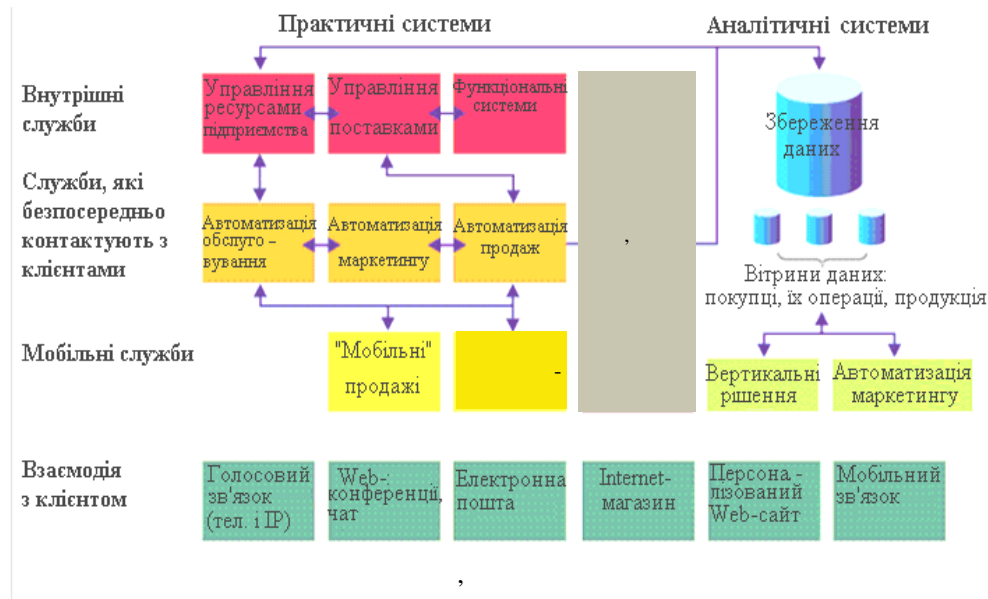 Практичні системи
Аналітичні системи
Внутрішні
служби
Управління
ресурсами
підприємства
Управління
поставками
Функціональні
системи
Збереження
даних
Служби, які
безпосередньо
контактують з
клієнтами
Автоматизація
обслуго –
вування
Автоматизація
маркетингу
Автоматизація
продаж
,
Вітрини даних:
покупці, їх операції, продукція
Мобільні служби
"Мобільні"
продажі
-
Вертикальні
рішення
Автоматизація
маркетингу
Взаємодія
з клієнтом
Голосовий
зв'язок
(тел. і IP)
Web-:
конференції,
чат
Електронна
пошта
Internet-
магазин
Персона -
лізований
Web-сайт
Мобільний
зв'язок
,